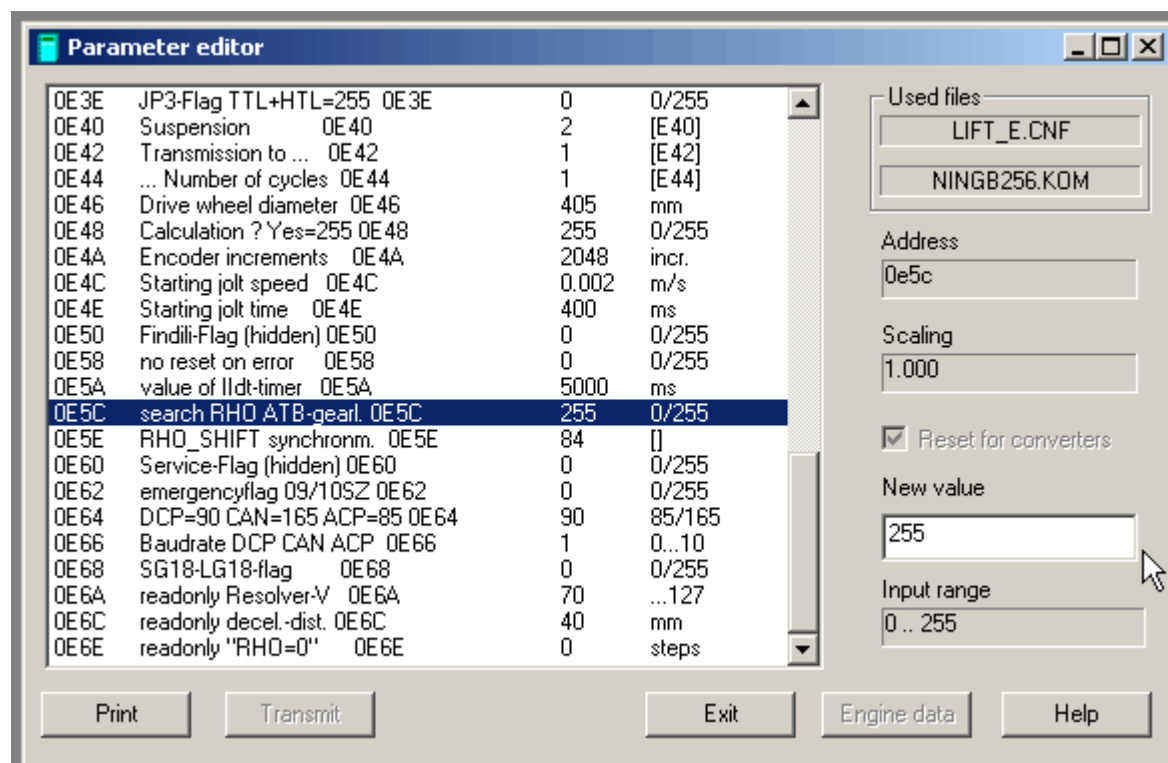 Parameter editor
0E3E JP3-Flag TTL+HTL=255 0E3E 0 0/255
0E40 Suspension 0E40 2 [E40]
0E42 Transmission to ... 0E42 1 [E42]
0E44 ... Number of cycles 0E44 1 [E44]
0E46 Drive wheel diameter 0E46 405 mm
0E48 Calculation ? Yes=255 0E48 255 0/255
0E4A Encoder increments 0E4A 2048 incr.
0E4C Starting jolt speed 0E4C 0.002 m/s
0E4E Starting jolt time 0E4E 400 ms
0E50 Findili-Flag (hidden) 0E50 0 0/255
0E58 no reset on error 0E58 0 0/255
0E5A value of IIdt-timer 0E5A 5000 ms
0E5C search RHO ATB-gearl. 0E5C 255 0/255
0E5E RHO_SHIFT synchronm. 0E5E 84 []
0E60 Service-Flag (hidden) 0E60 0 0/255
0E62 emergencyflag 09/10SZ 0E62 0 0/255
0E64 DCP=90 CAN=165 ACP=85 0E64 90 85/165
0E66 Baudrate DCP CAN ACP 0E66 1 0...10
0E68 SG18-LG18-flag 0E68 0 0/255
0E6A readonly Resolver-V 0E6A 70 ...127
0E6C readonly decel.-dist. 0E6C 40 mm
0E6E readonly "RHO=0" 0E6E 0 steps
Used files
LIFT_E.CNF
NINGB256.KOM
Address
0e5c
Scaling
1.000
Reset for converters
New value
255
Input range
0 .. 255
Print Transmit Exit Engine data Help